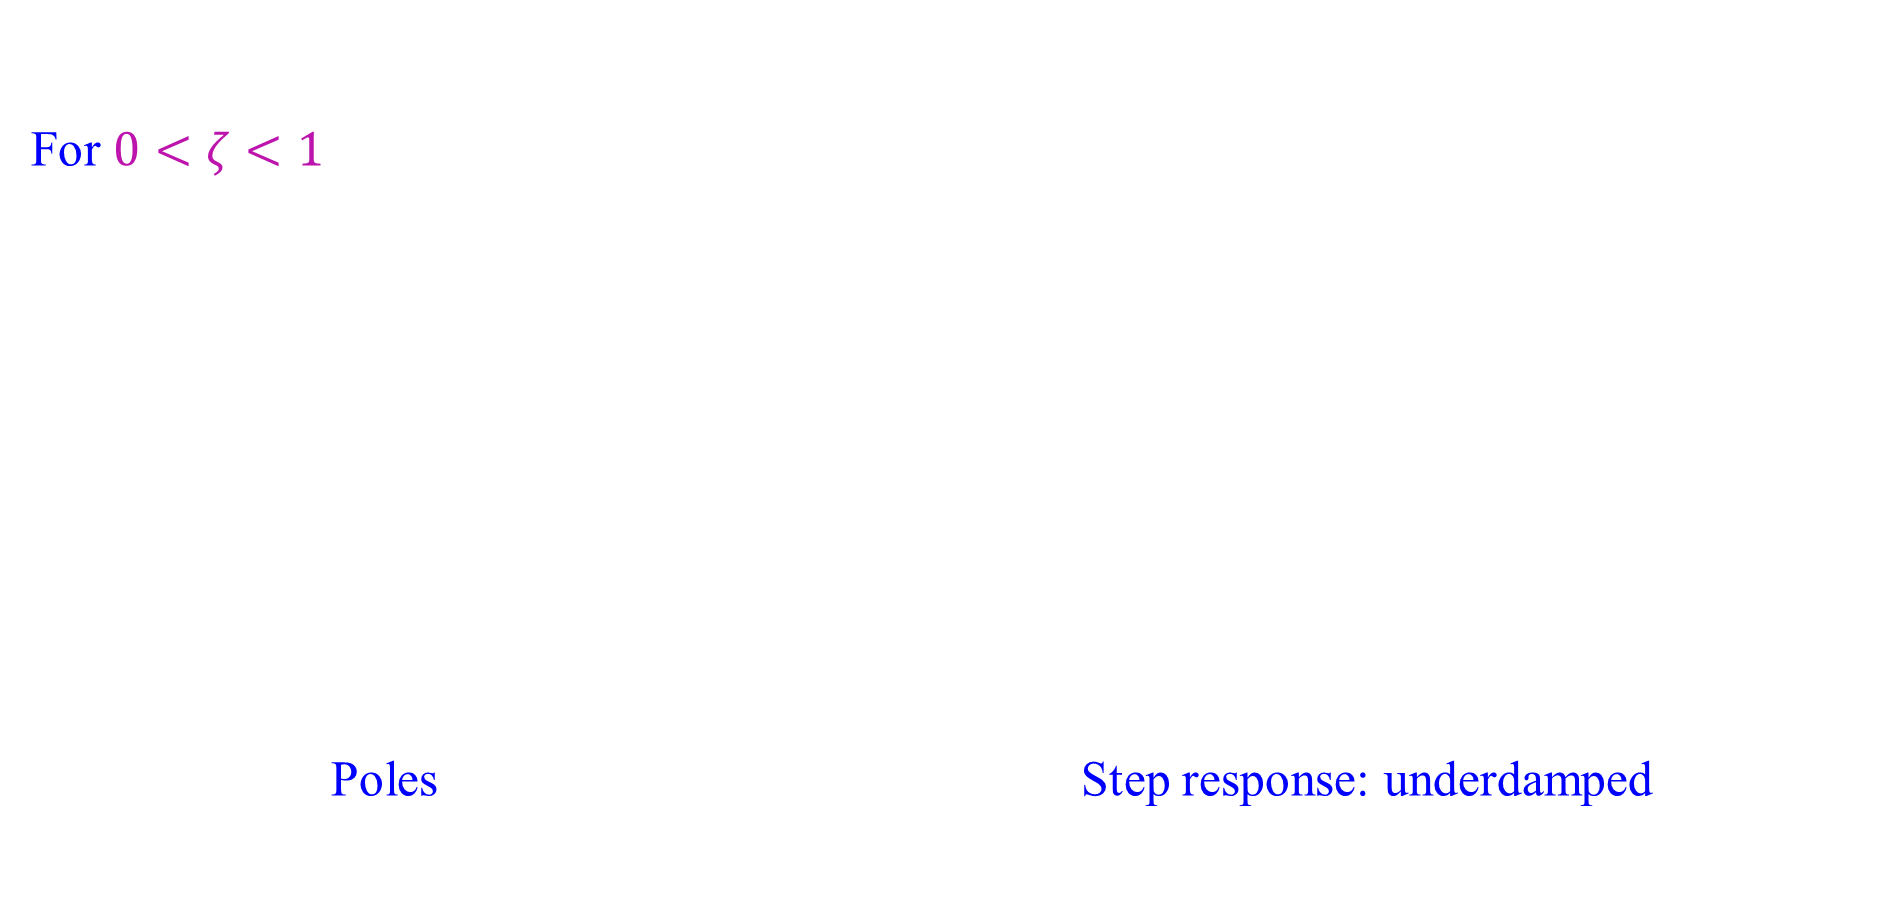 For 0 < ζ < 1
Poles
Step response: underdamped